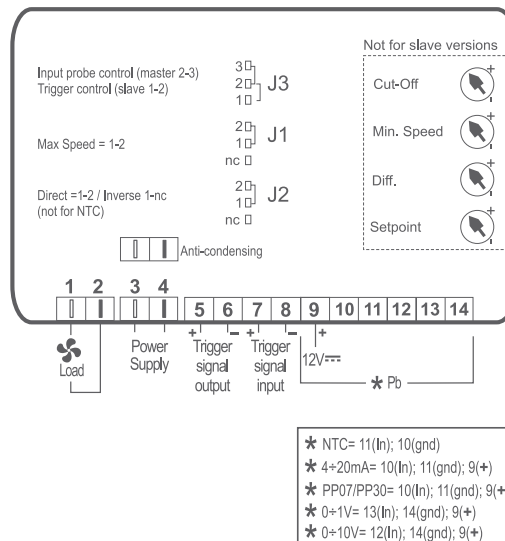 Not for slave versions
Input probe control (master 2-3)
Trigger control (slave 1-2)
3
2
1
J3
Cut-Off
+
-
Max Speed = 1-2
2
1
nc
J1
Min. Speed
+
-
Direct =1-2 / Inverse 1-nc
(not for NTC)
2
1
nc
J2
Diff.
+
-
Setpoint
+
-
Anti-condensing
1 2 3 4 5 6 7 8 9 10 11 12 13 14
+ - + - +
Load
Power
Supply
Trigger
signal
output
Trigger
signal
input
12V⎓
* Pb
* NTC= 11(In); 10(gnd)
* 4÷20mA= 10(In); 11(gnd); 9(+)
* PP07/PP30= 10(In); 11(gnd); 9(+
* 0÷1V= 13(In); 14(gnd); 9(+)
* 0÷10V= 12(In); 14(gnd); 9(+)